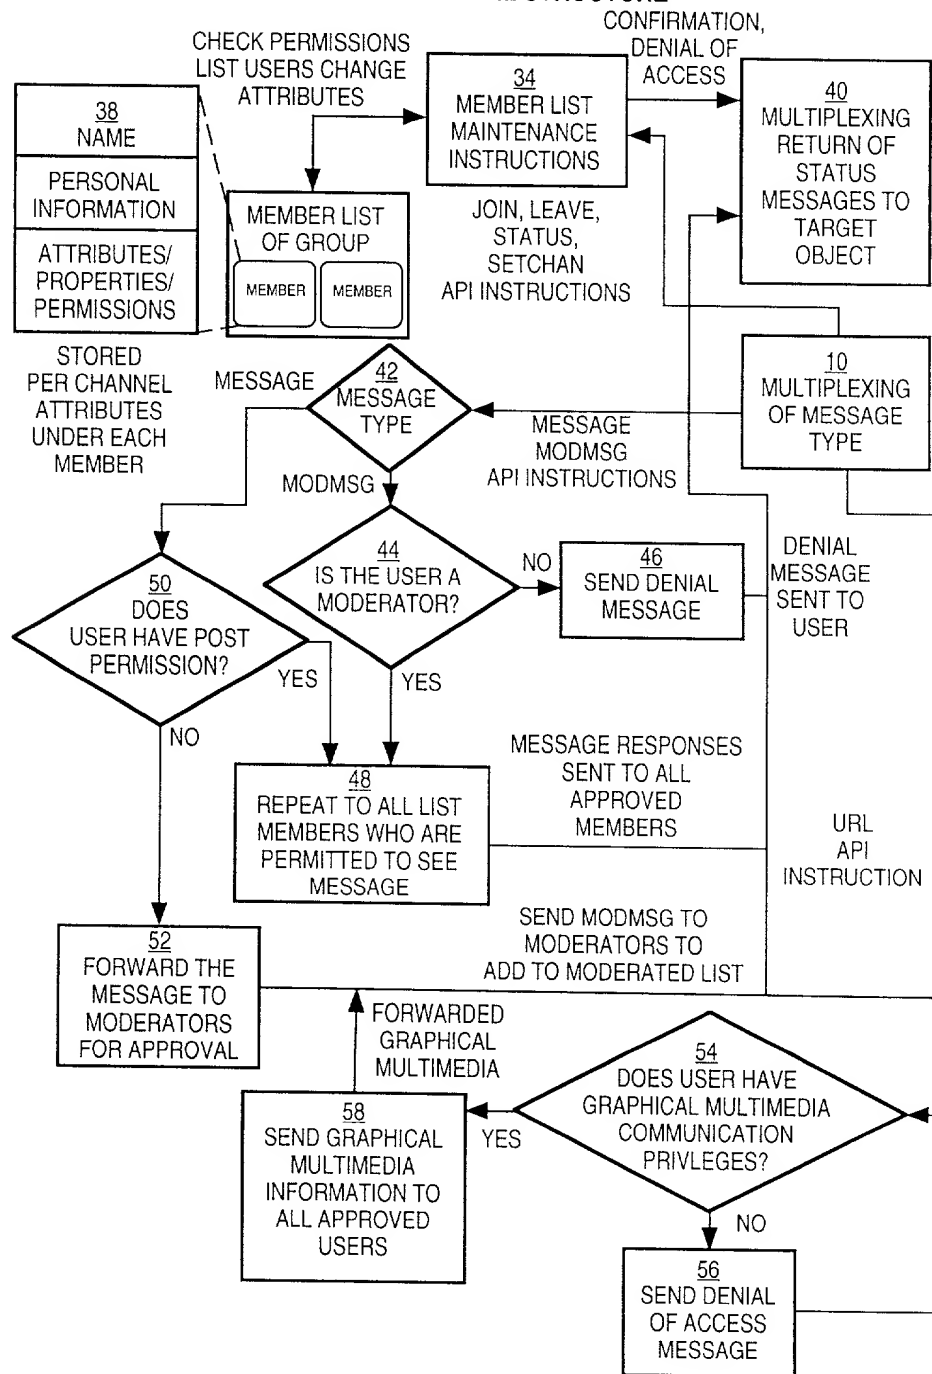 CONFIRMATION,
DENIAL OF
ACCESS
CHECK PERMISSIONS
LIST USERS CHANGE
ATTRIBUTES
38
NAME
PERSONAL
INFORMATION
ATTRIBUTES/
PROPERTIES/
PERMISSIONS
STORED
PER CHANNEL
ATTRIBUTES
UNDER EACH
MEMBER
MEMBER LIST
OF GROUP
MEMBER
MEMBER
34
MEMBER LIST
MAINTENANCE
INSTRUCTIONS
JOIN, LEAVE,
STATUS,
SETCHAN
API INSTRUCTIONS
40
MULTIPLEXING
RETURN OF
STATUS
MESSAGES TO
TARGET
OBJECT
10
MULTIPLEXING
OF MESSAGE
TYPE
MESSAGE
42
MESSAGE
TYPE
MESSAGE
MODMSG
API INSTRUCTIONS
MODMSG
44
IS THE USER A
MODERATOR?
NO
46
SEND DENIAL
MESSAGE
DENIAL
MESSAGE
SENT TO
USER
50
DOES
USER HAVE POST
PERMISSION?
YES
YES
NO
48
REPEAT TO ALL LIST
MEMBERS WHO ARE
PERMITTED TO SEE
MESSAGE
MESSAGE RESPONSES
SENT TO ALL
APPROVED
MEMBERS
URL
API
INSTRUCTION
52
FORWARD THE
MESSAGE TO
MODERATORS
FOR APPROVAL
SEND MODMSG TO
MODERATORS TO
ADD TO MODERATED LIST
FORWARDED
GRAPHICAL
MULTIMEDIA
54
DOES USER HAVE
GRAPHICAL MULTIMEDIA
COMMUNICATION
PRIVLEGES?
YES
58
SEND GRAPHICAL
MULTIMEDIA
INFORMATION TO
ALL APPROVED
USERS
NO
56
SEND DENIAL
OF ACCESS
MESSAGE